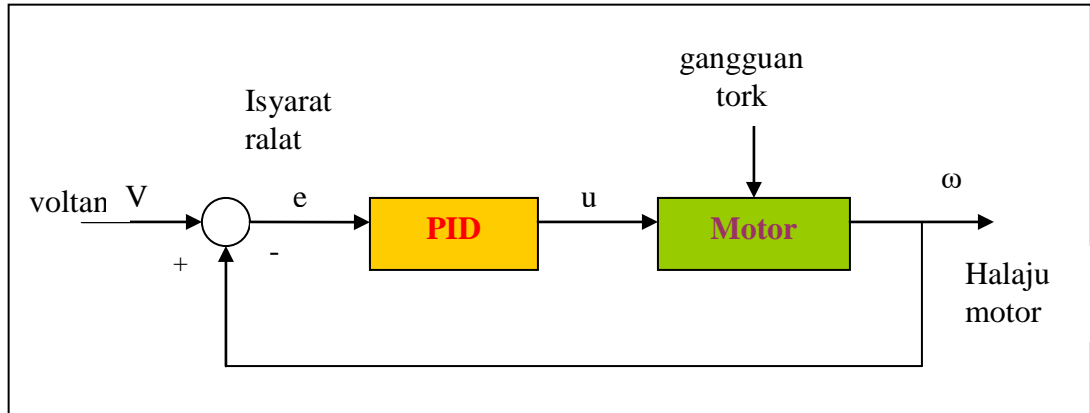 gangguan
tork
Isyarat
ralat
voltan V
e
PID
u
Motor
ω
+
-
Halaju
motor